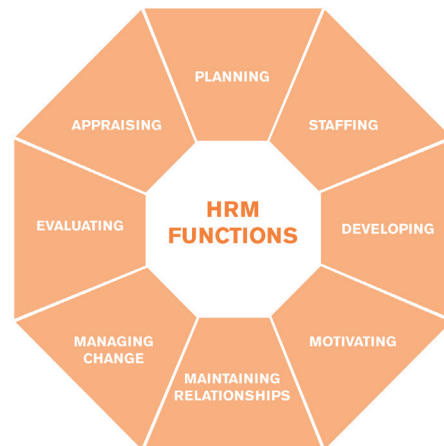 PLANNING
STAFFING
DEVELOPING
MOTIVATING
MAINTAINING
RELATIONSHIPS
MANAGING
CHANGE
EVALUATING
APPRAISING
HRM
FUNCTIONS